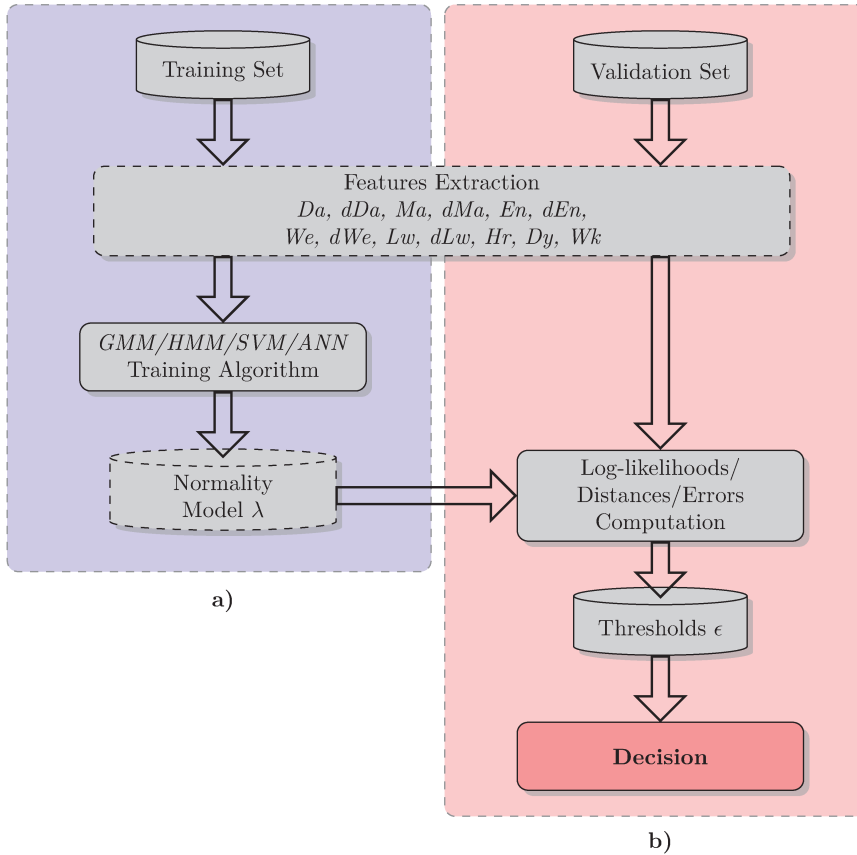 Training Set
Validation Set
Features Extraction
Da, dDa, Ma, dMa, En, dEn,
We, dWe, Lw, dLw, Hr, Dy, Wk
GMM/HMM/SVM/ANN
Training Algorithm
Normality
Model λ
Log-likelihoods/
Distances/Errors
Computation
a)
Thresholds ϵ
Decision
b)